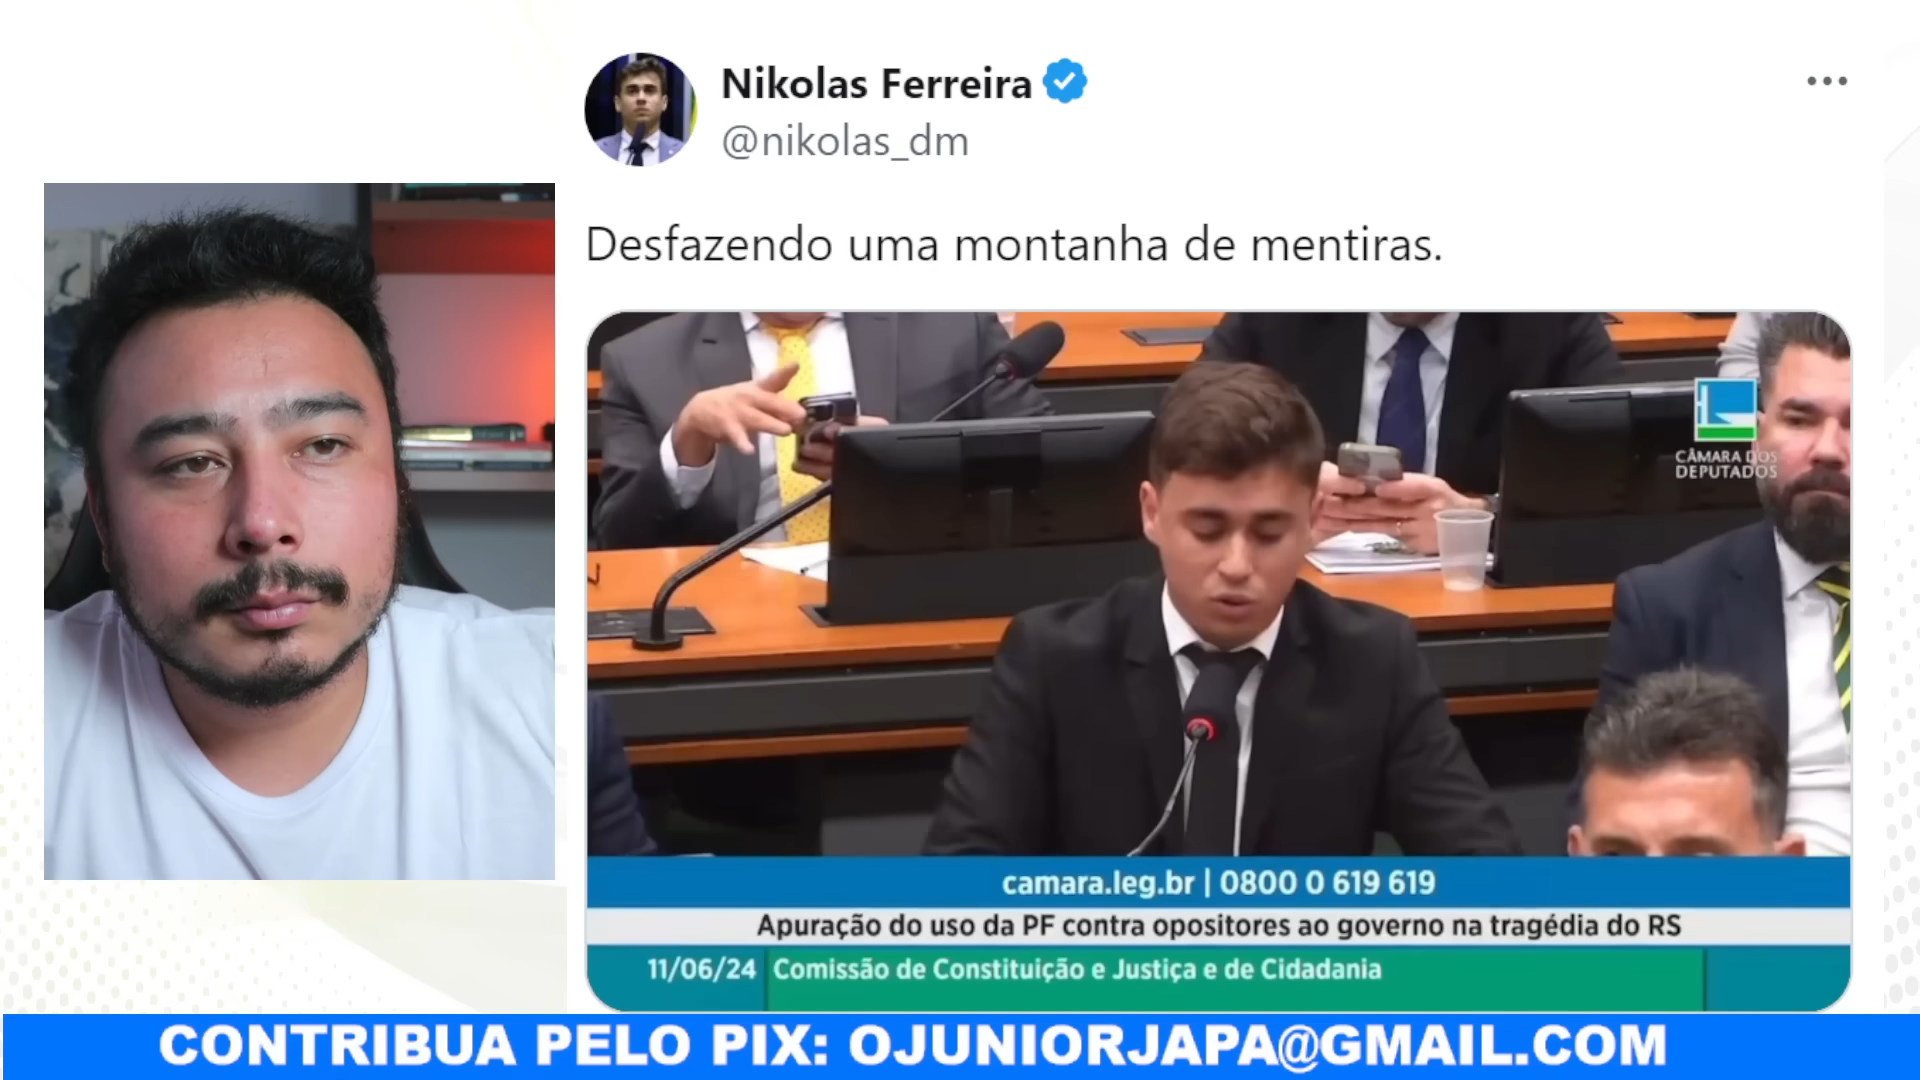 Nikolas Ferreira
@nikolas_dm
Desfazendo uma montanha de mentiras.
CÂMARA DOS
DEPUTADOS
camara.leg.br | 0800 0 619 619
Apuração do uso da PF contra opositores ao governo na tragédia do RS
11/06/24 Comissão de Constituição e Justiça e de Cidadania
CONTRIBUA PELO PIX: OJUNIORJAPA@GMAIL.COM